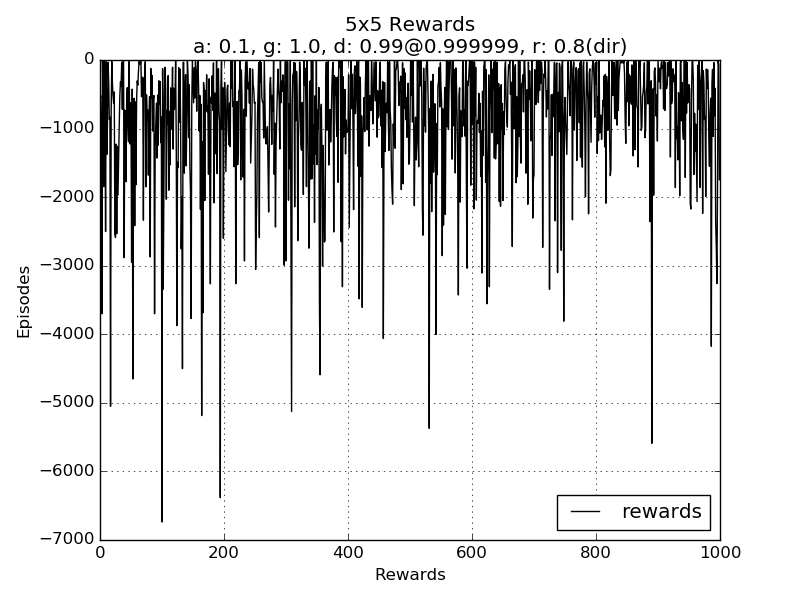 5x5 Rewards
a: 0.1, g: 1.0, d: 0.99@0.999999, r: 0.8(dir)
0
−1000
−2000
−3000
−4000
−5000
−6000
−7000
Episodes
rewards
0 200 400 600 800 1000
Rewards